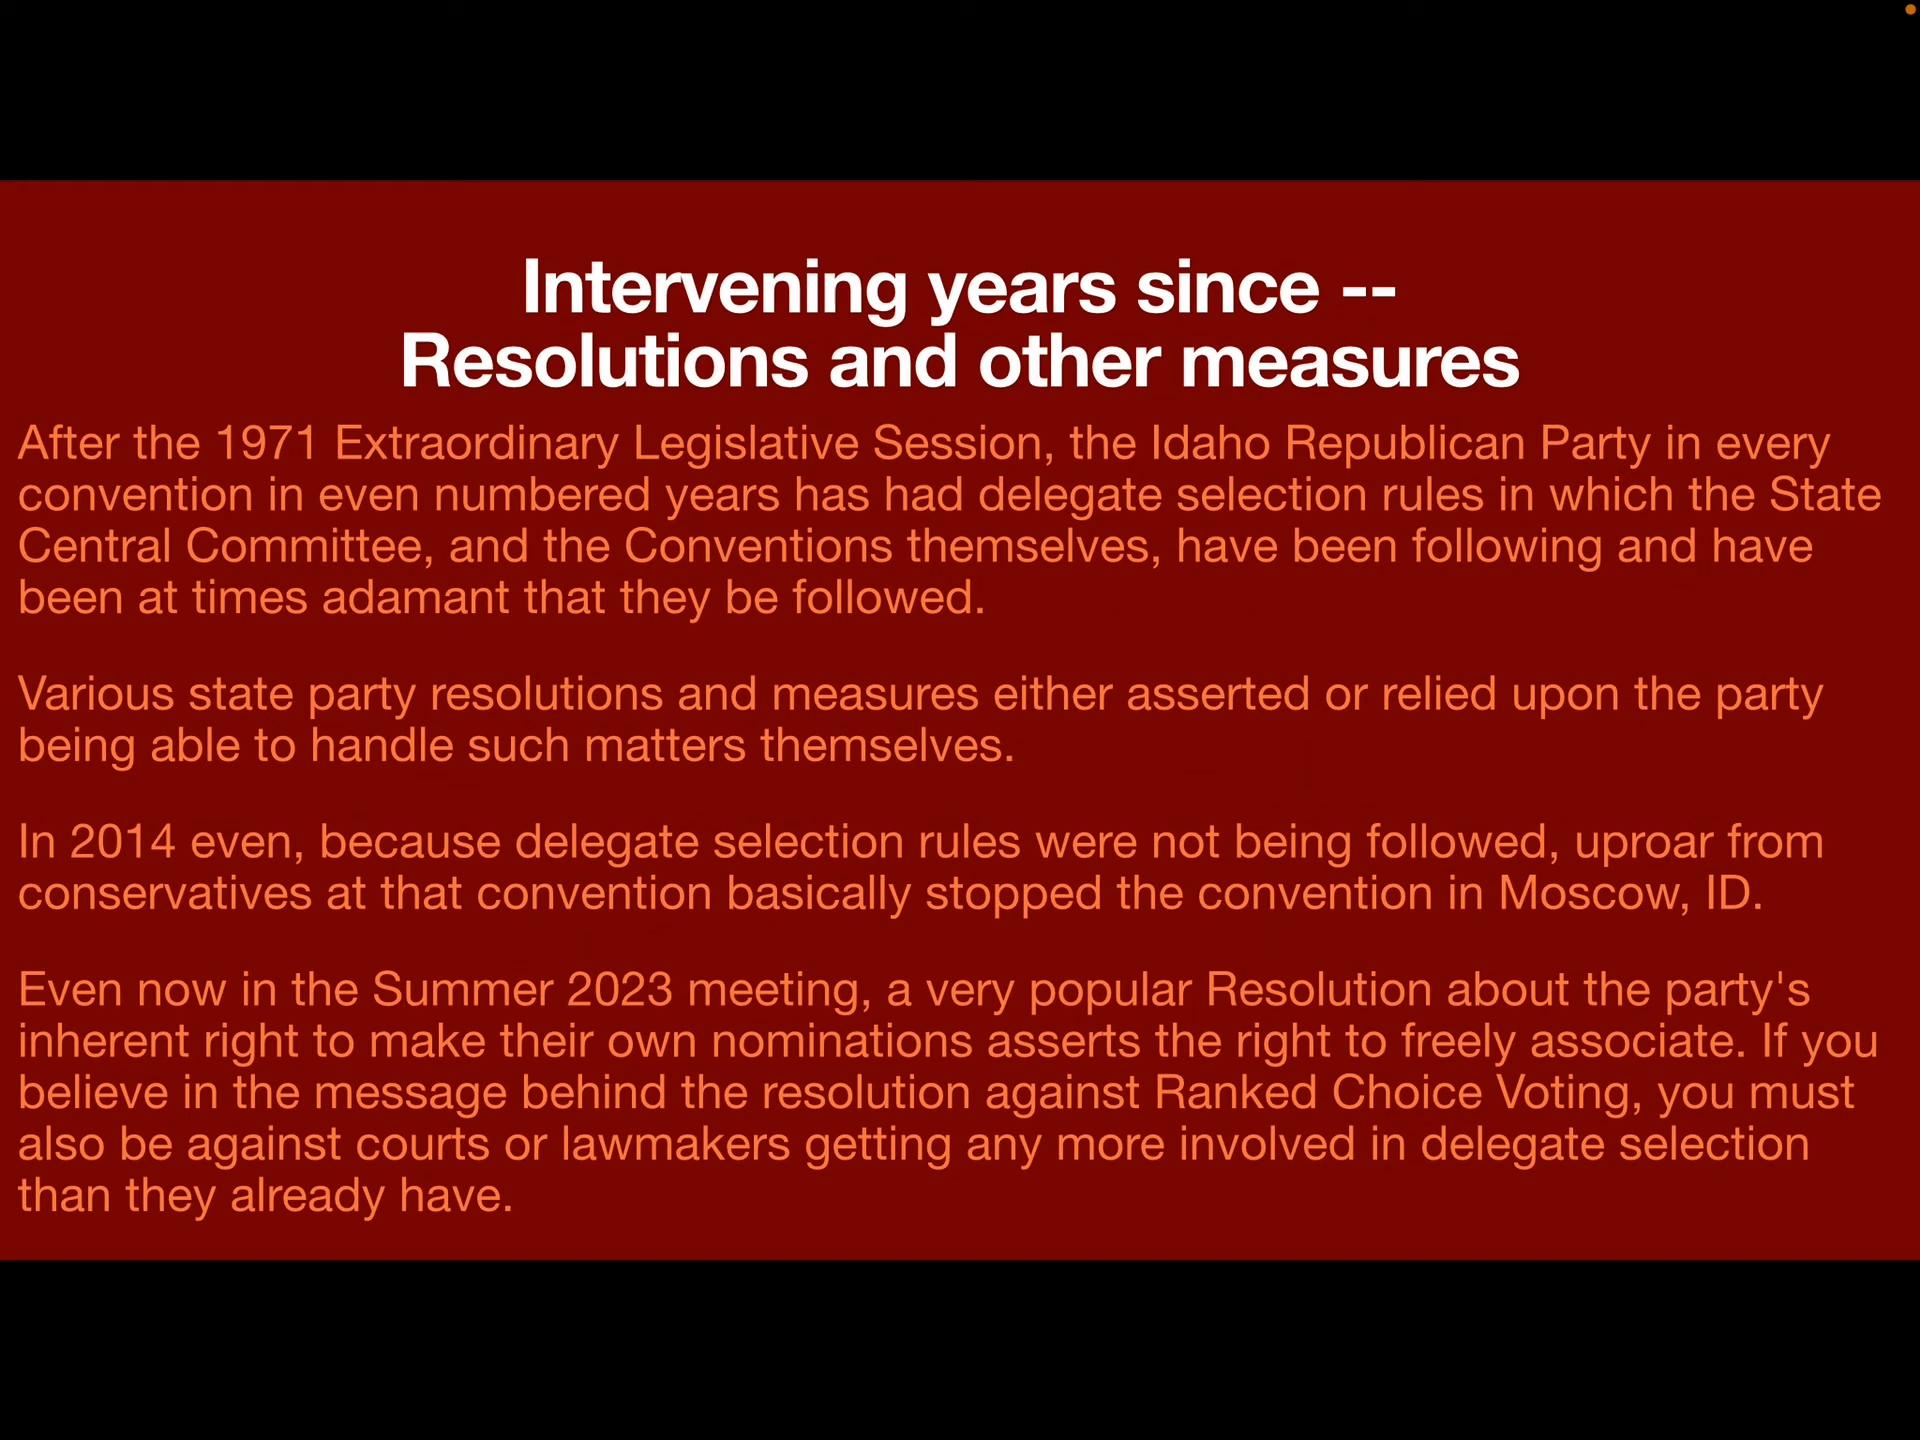 Intervening years since --
Resolutions and other measures
After the 1971 Extraordinary Legislative Session, the Idaho Republican Party in every
convention in even numbered years has had delegate selection rules in which the State
Central Committee, and the Conventions themselves, have been following and have
been at times adamant that they be followed.
Various state party resolutions and measures either asserted or relied upon the party
being able to handle such matters themselves.
In 2014 even, because delegate selection rules were not being followed, uproar from
conservatives at that convention basically stopped the convention in Moscow, ID.
Even now in the Summer 2023 meeting, a very popular Resolution about the party's
inherent right to make their own nominations asserts the right to freely associate. If you
believe in the message behind the resolution against Ranked Choice Voting, you must
also be against courts or lawmakers getting any more involved in delegate selection
than they already have.